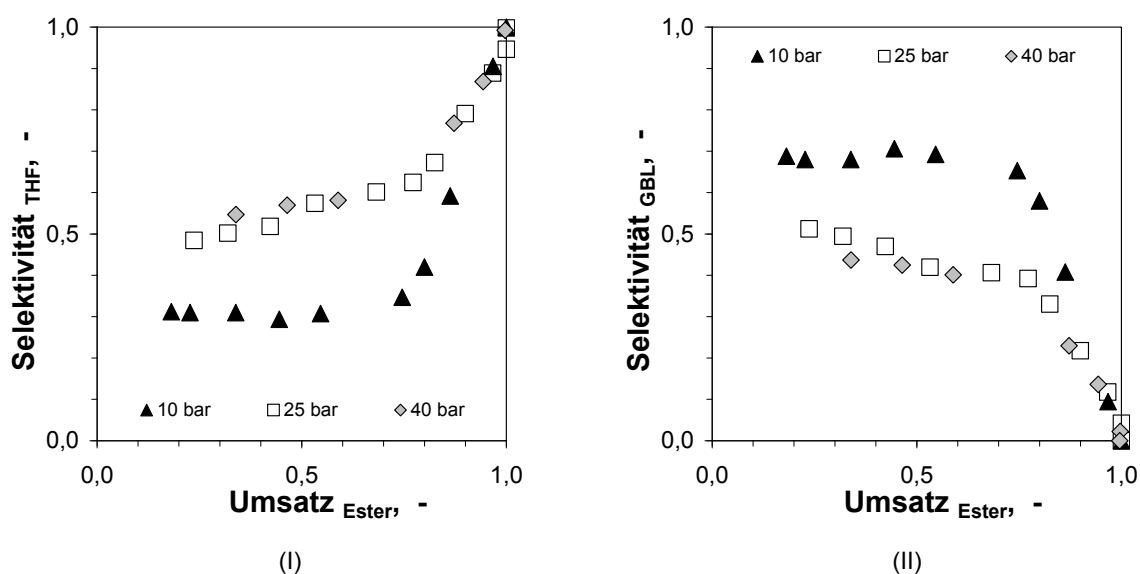 1,0
0,5
0,0
Selektivität THF, -
10 bar 25 bar 40 bar
0,0 0,5 1,0
Umsatz Ester, -
(I)
1,0
0,5
0,0
Selektivität GBL, -
10 bar 25 bar 40 bar
0,0 0,5 1,0
Umsatz Ester, -
(II)